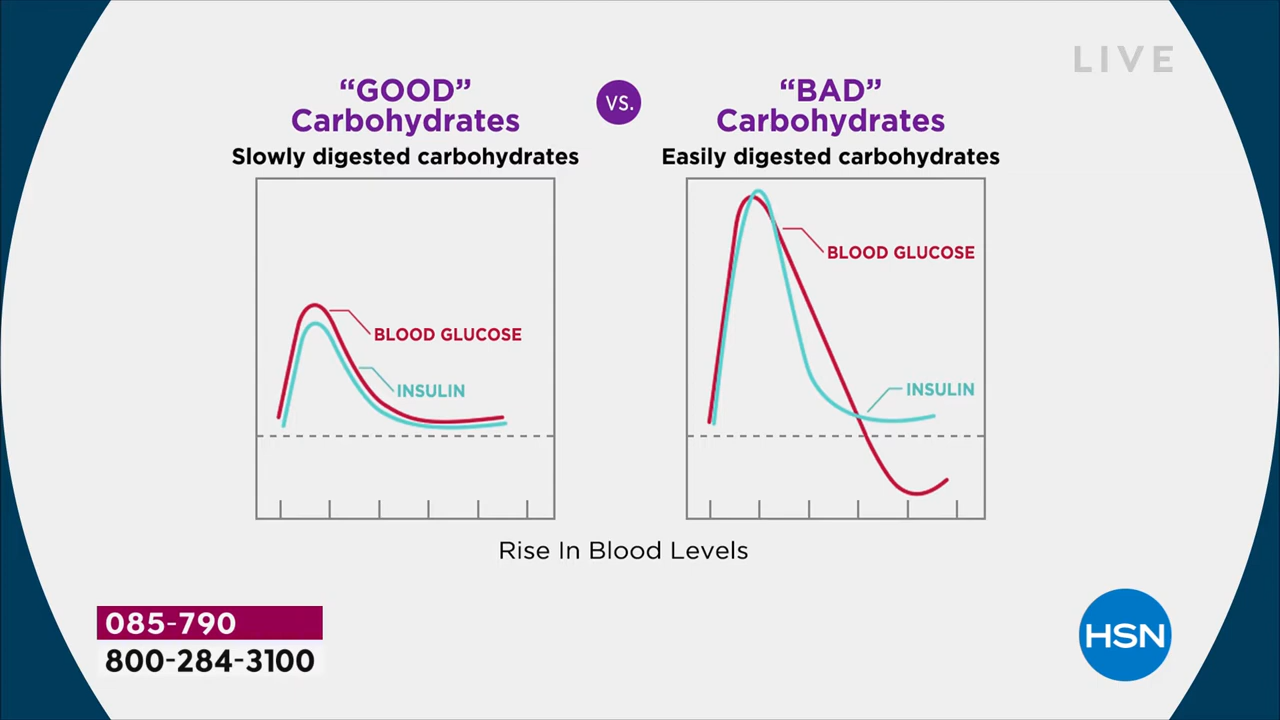 LIVE
“GOOD”
Carbohydrates
Slowly digested carbohydrates
VS.
“BAD”
Carbohydrates
Easily digested carbohydrates
BLOOD GLUCOSE
INSULIN
BLOOD GLUCOSE
INSULIN
Rise In Blood Levels
085-790
800-284-3100
HSN